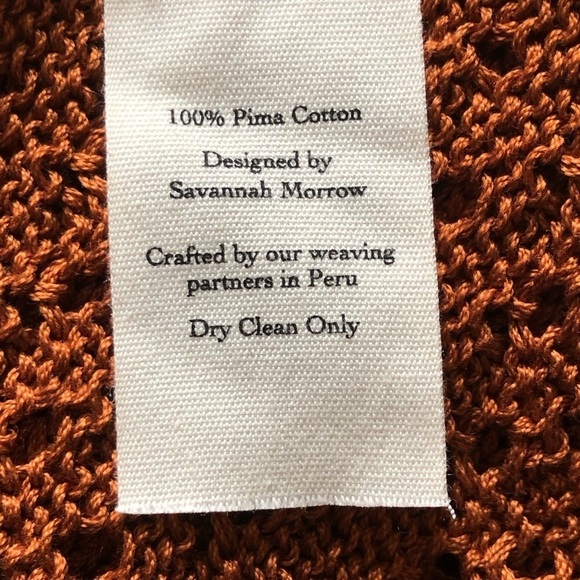 100% Pima Cotton
Designed by
Savannah Morrow
Crafted by our weaving
partners in Peru
Dry Clean Only